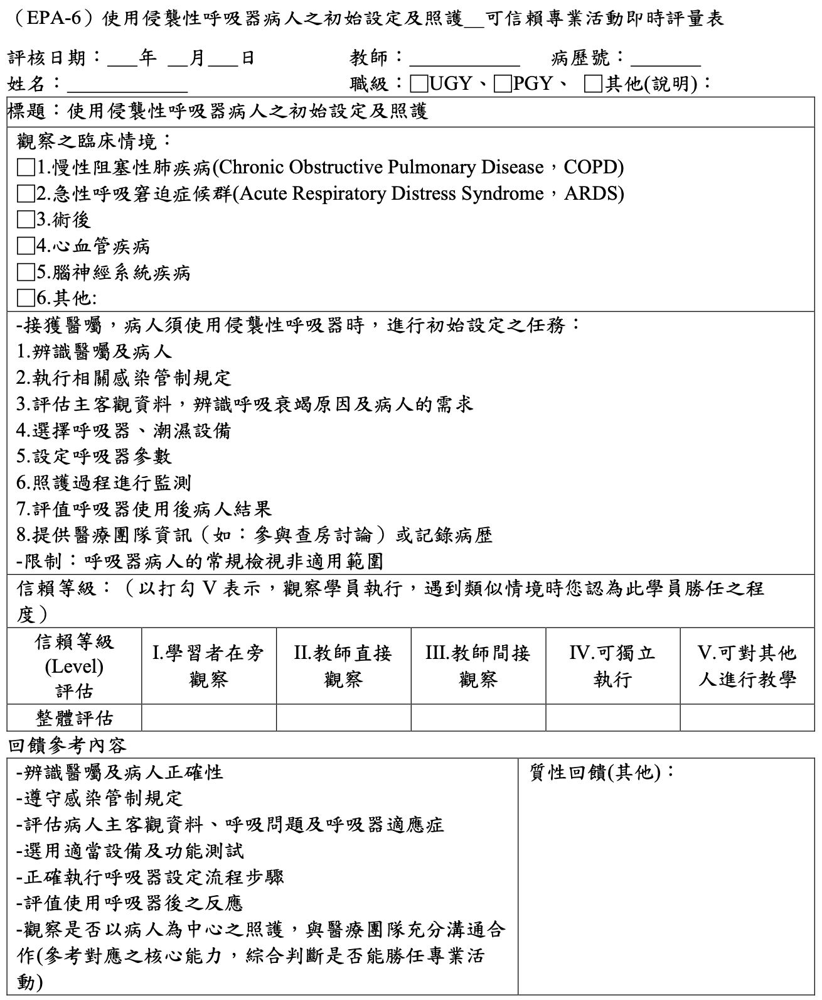 （EPA-6）使用侵襲性呼吸器病人之初始設定及照護__可信賴專業活動即時評量表
評核日期：___年 __月___日 教師：___________ 病歷號：_______
姓名：____________ 職級：□UGY、□PGY、 □其他(說明)：
標題：使用侵襲性呼吸器病人之初始設定及照護
觀察之臨床情境：
□1.慢性阻塞性肺疾病(Chronic Obstructive Pulmonary Disease，COPD)
□2.急性呼吸窘迫症候群(Acute Respiratory Distress Syndrome，ARDS)
□3.術後
□4.心血管疾病
□5.腦神經系統疾病
□6.其他:
-接獲醫囑，病人須使用侵襲性呼吸器時，進行初始設定之任務：
1.辨識醫囑及病人
2.執行相關感染管制規定
3.評估主客觀資料，辨識呼吸衰竭原因及病人的需求
4.選擇呼吸器、潮濕設備
5.設定呼吸器參數
6.照護過程進行監測
7.評值呼吸器使用後病人結果
8.提供醫療團隊資訊（如：參與查房討論）或記錄病歷
-限制：呼吸器病人的常規檢視非適用範圍
信賴等級：（以打勾 V 表示，觀察學員執行，遇到類似情境時您認為此學員勝任之程
度）
信賴等級
(Level)
評估
I.學習者在旁
觀察
II.教師直接
觀察
III.教師間接
觀察
IV.可獨立
執行
V.可對其他
人進行教學
整體評估
回饋參考內容
-辨識醫囑及病人正確性
-遵守感染管制規定
-評估病人主客觀資料、呼吸問題及呼吸器適應症
-選用適當設備及功能測試
-正確執行呼吸器設定流程步驟
-評值使用呼吸器後之反應
-觀察是否以病人為中心之照護，與醫療團隊充分溝通合
作(參考對應之核心能力，綜合判斷是否能勝任專業活
動)
質性回饋(其他)：